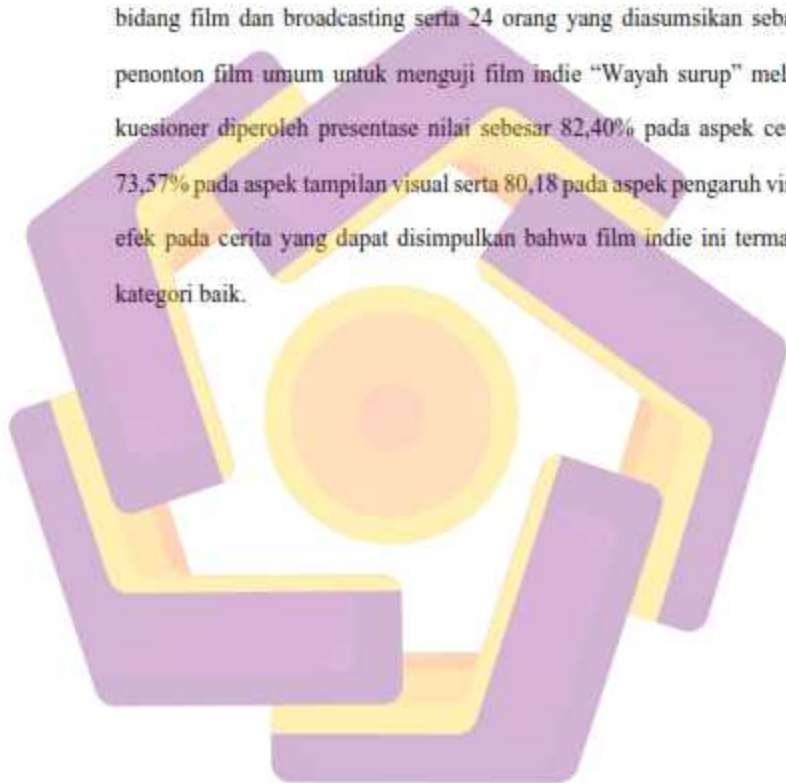 bidang film dan broadcasting serta 24 orang yang diasumsikan seba
penonton film umum untuk menguji film indie “Wayah surup” mel
kuesioner diperoleh presentase nilai sebesar 82,40% pada aspek ce
73,57% pada aspek tampilan visual serta 80,18 pada aspek pengaruh vis
efek pada cerita yang dapat disimpulkan bahwa film indie ini terma
kategori baik.